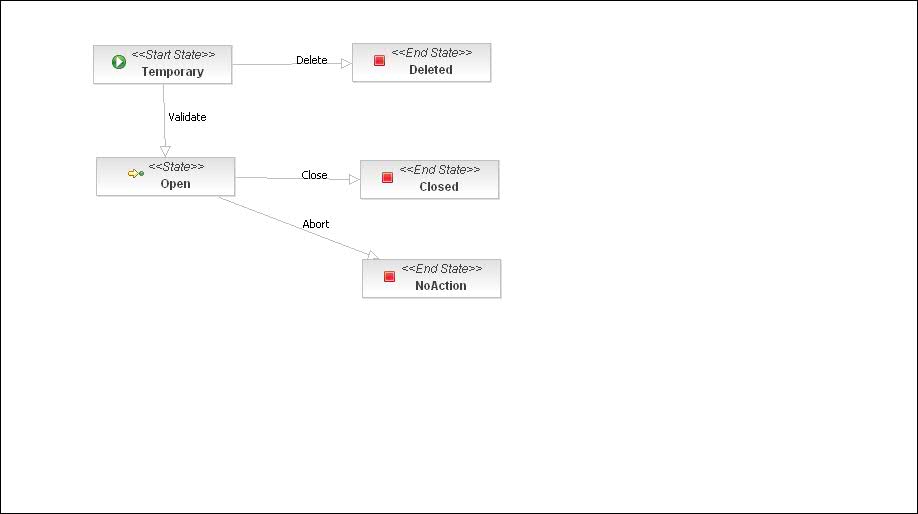 <<Start State>>
Temporary
Delete
<<End State>>
Deleted
Validate
<<State>>
Open
Close
<<End State>>
Closed
Abort
<<End State>>
NoAction